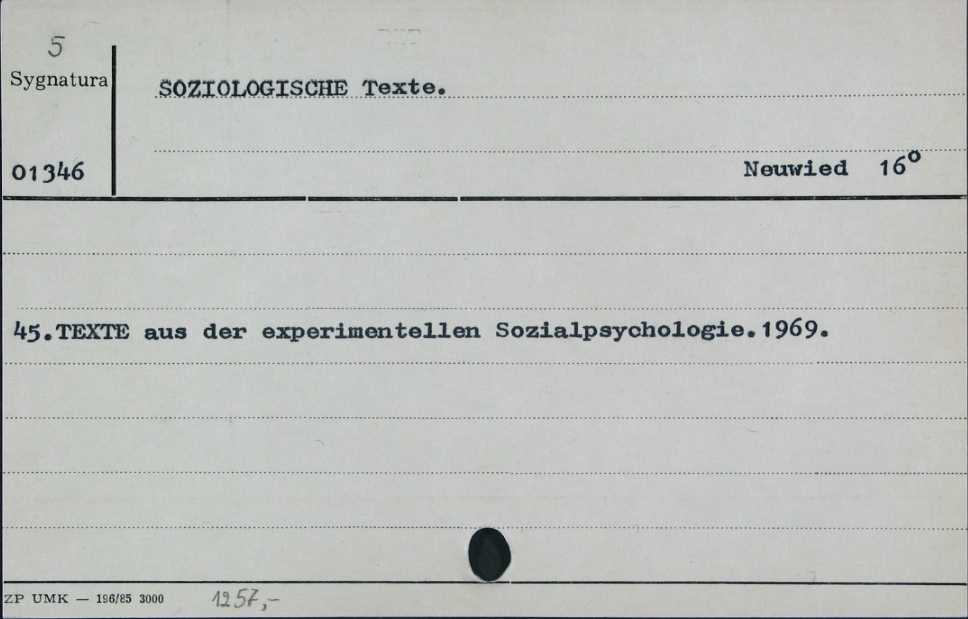 5
Sygnatura
SOZIOLOGISCHE Texte.
01346
Neuwied 16°
45.TEXTE aus der experimentellen Sozialpsychologie.1969.
ZP UMK — 196/85 3000 1257,-